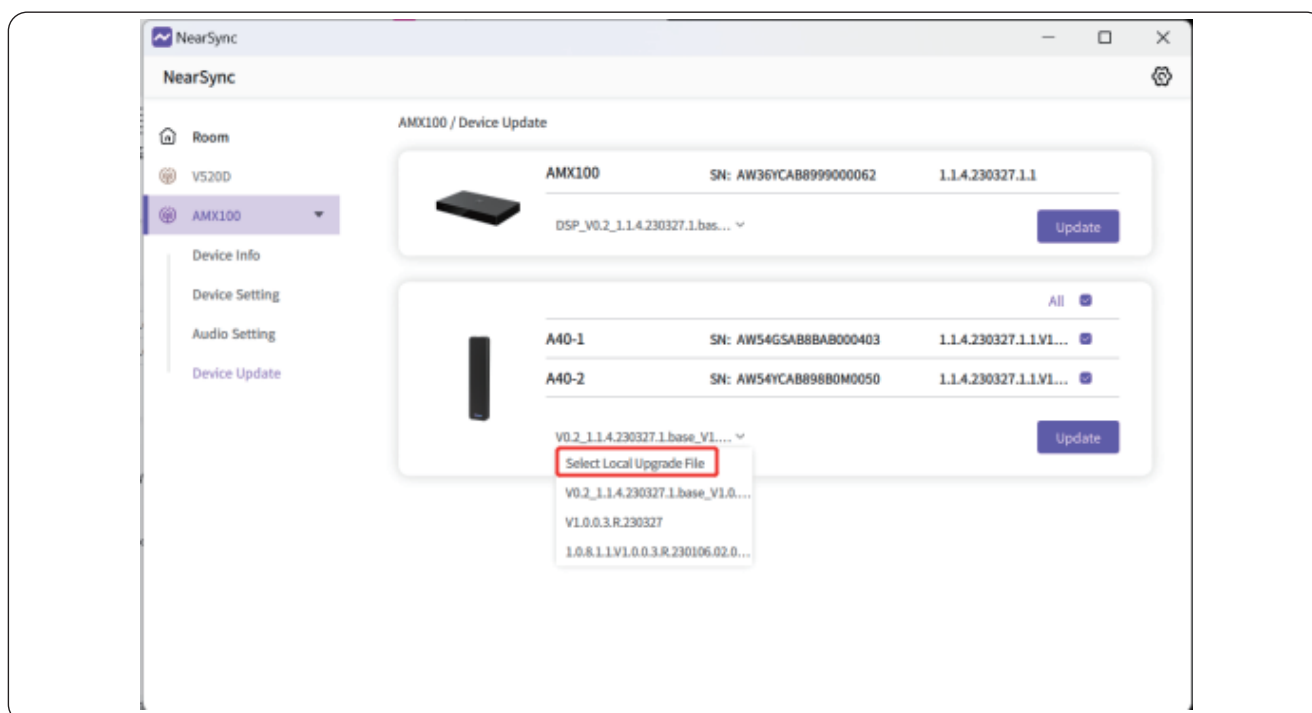 NearSync
NearSync
Room
V520D
AMX100
Device Info
Device Setting
Audio Setting
Device Update
AMX100 / Device Update
AMX100 SN: AW36YCAB8999000062 1.1.4.230327.1.1
DSP_V0.2_1.1.4.230327.1.bas...
Update
All
A40-1 SN: AW54GSAB8BAB000403 1.1.4.230327.1.1.V1...
A40-2 SN: AW54YCAB898B0M0050 1.1.4.230327.1.1.V1...
V0.2_1.1.4.230327.1.base_V1....
Update
Select Local Upgrade File
V0.2_1.1.4.230327.1.base_V1.0....
V1.0.0.3.R.230327
1.0.8.1.1.V1.0.0.3.R.230106.02.0...